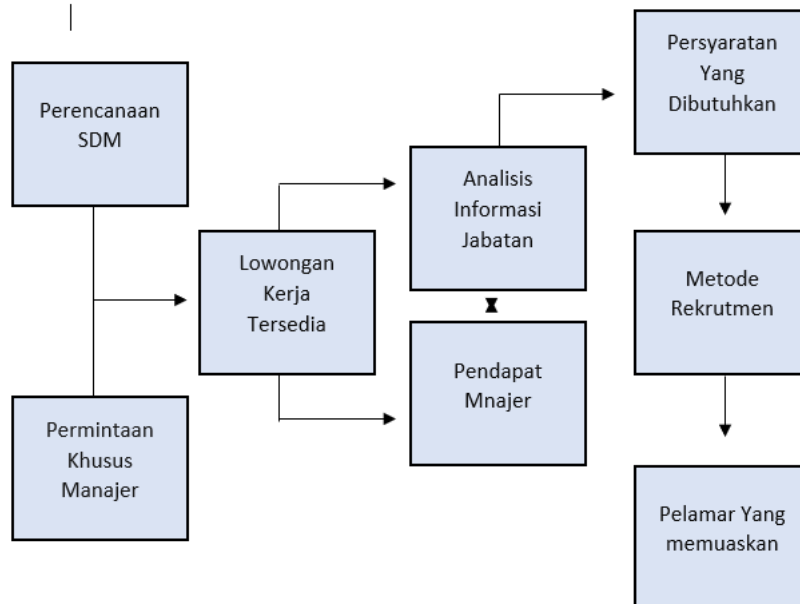 Perencanaan
SDM
Permintaan
Khusus
Manajer
Lowongan
Kerja
Tersedia
Analisis
Informasi
Jabatan
Pendapat
Mnajer
Persyaratan
Yang
Dibutuhkan
Metode
Rekrutmen
Pelamar Yang
memuaskan